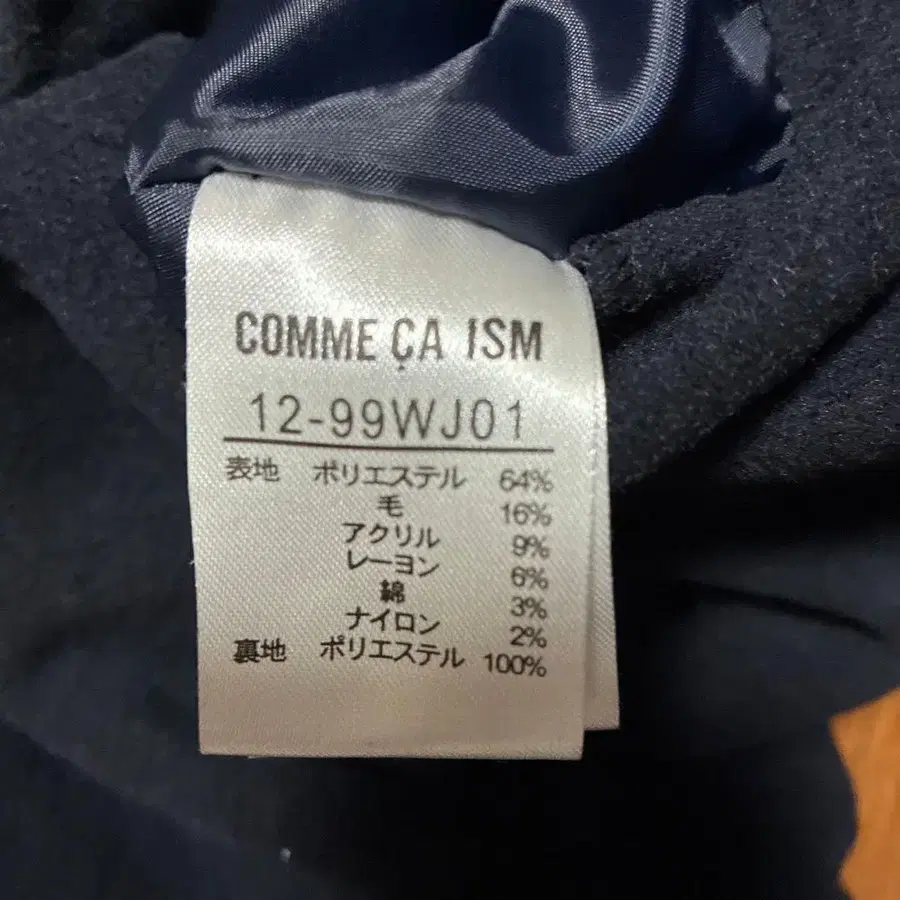 COMME ÇA ISM
12-99WJ01
表地 ポリエステル 64%
毛 16%
アクリル 9%
レーヨン 6%
綿 3%
ナイロン 2%
裏地 ポリエステル 100%